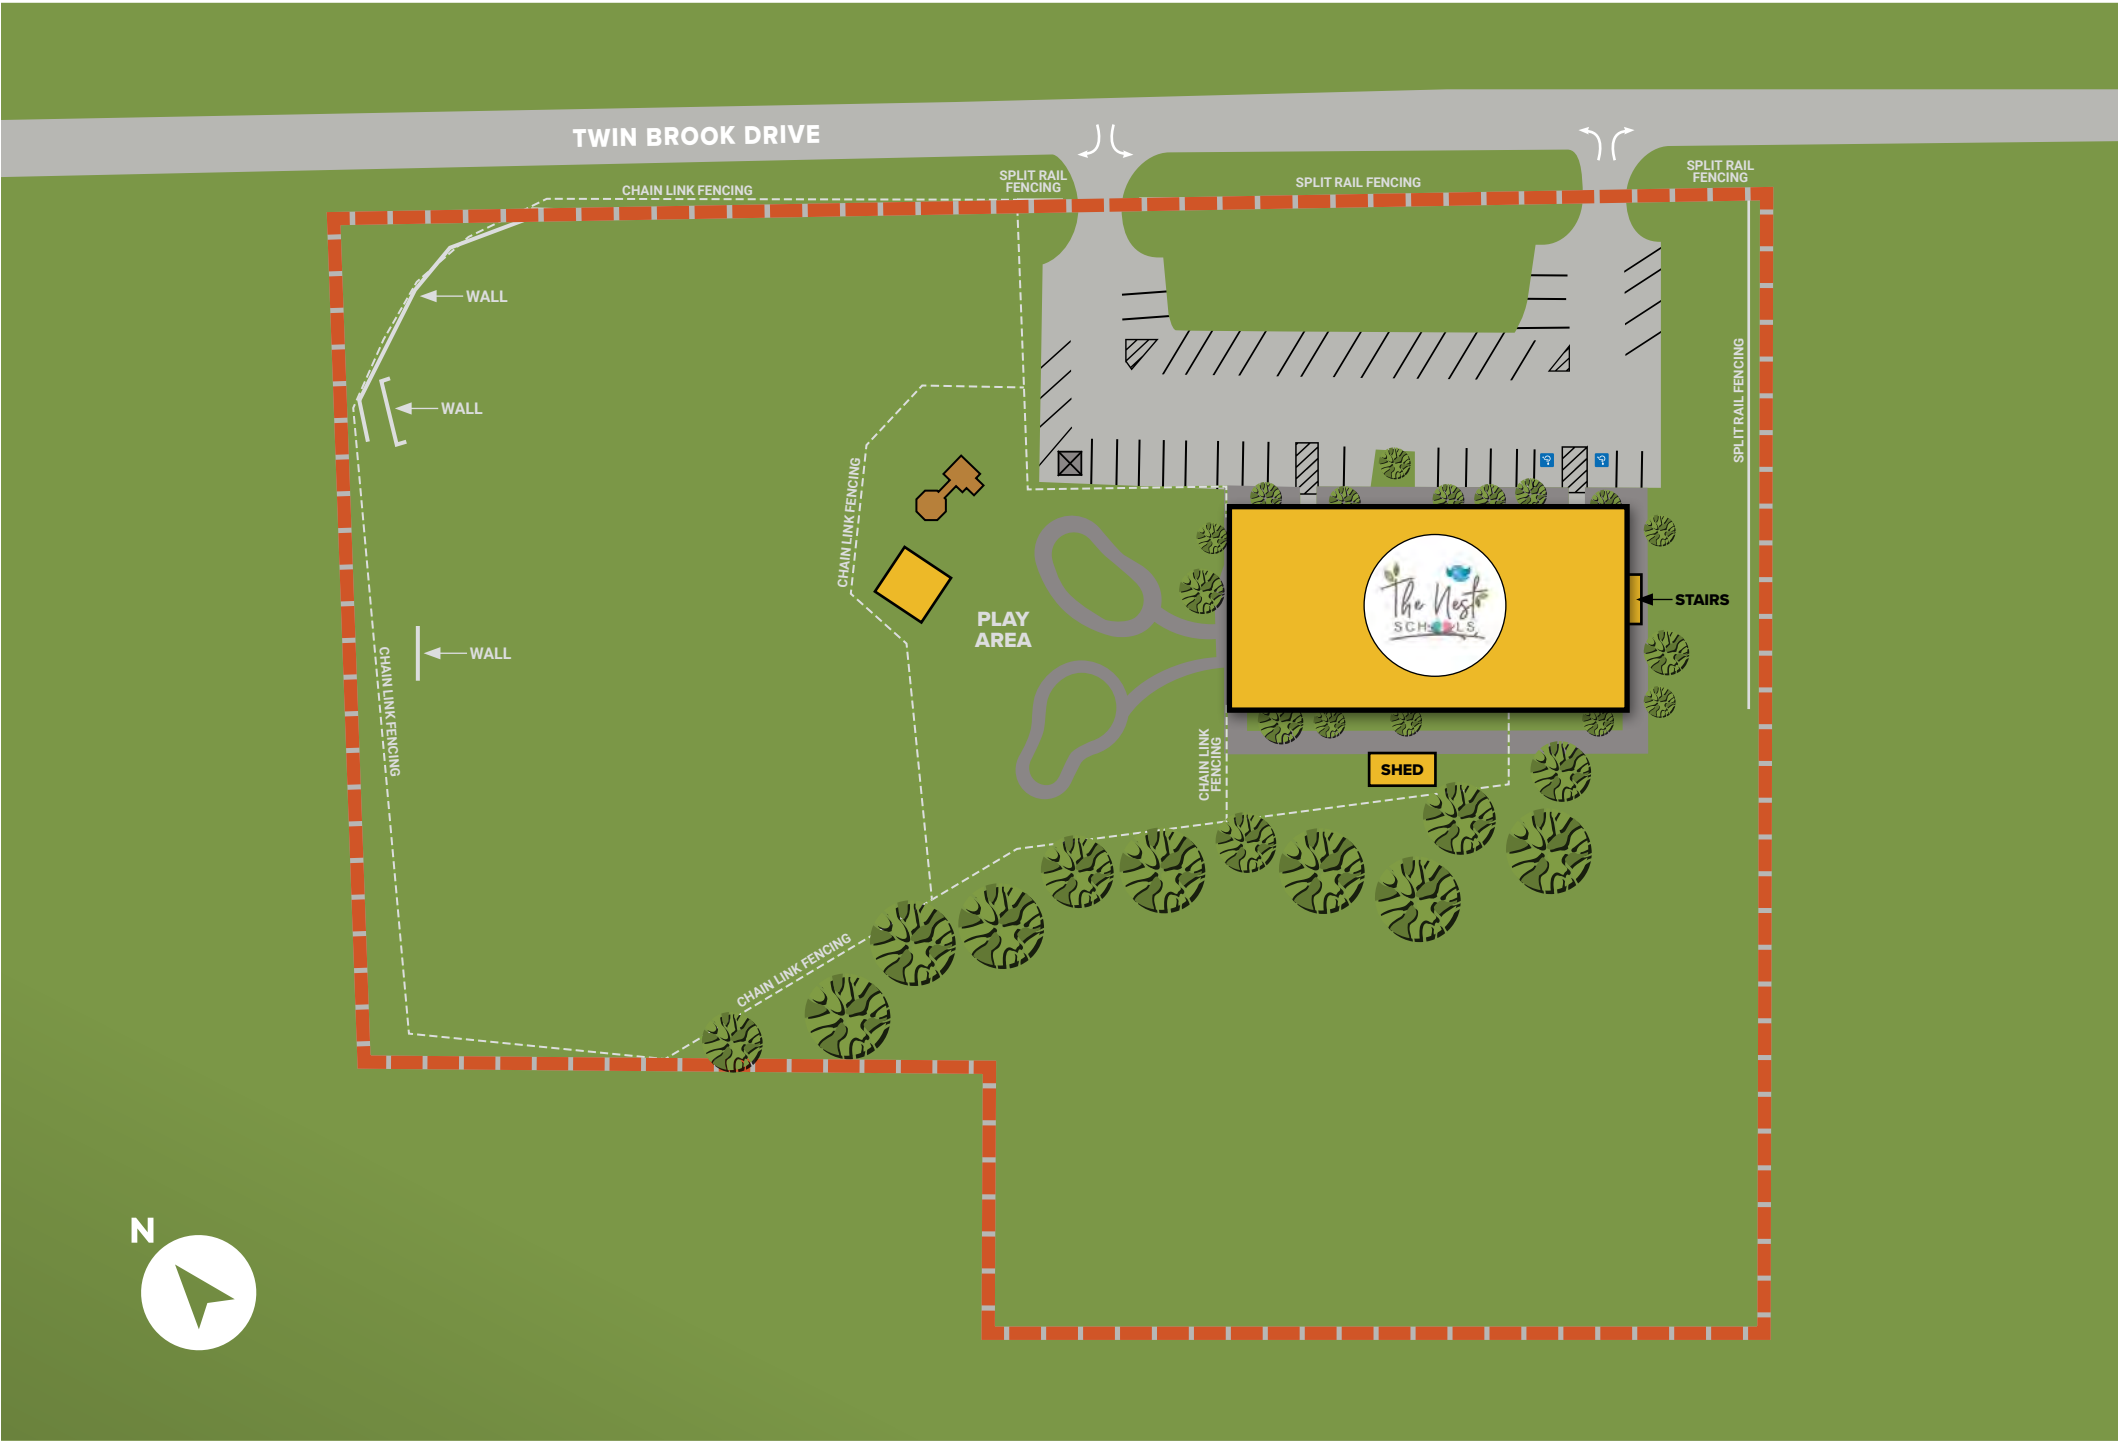 TWIN BROOK DRIVE
SPLIT RAIL
FENCING
SPLIT RAIL
FENCING
SPLIT RAIL FENCING
CHAIN LINK FENCING
WALL
WALL
SPLIT RAIL FENCING
CHAIN LINK FENCING
The Nest
SCHOOLS
STAIRS
PLAY
AREA
WALL
CHAIN LINK FENCING
CHAIN LINK
FENCING
SHED
CHAIN LINK FENCING
N